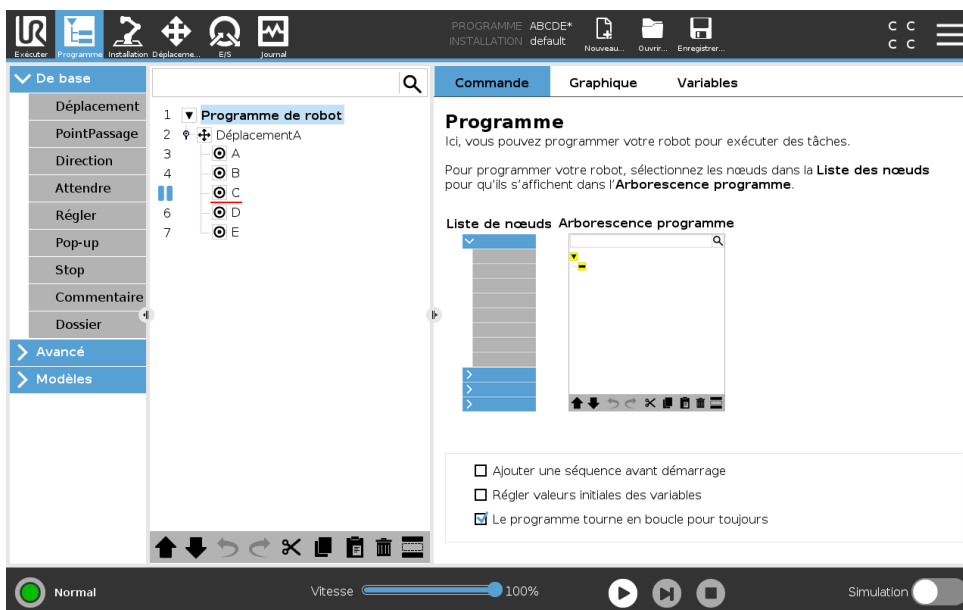 UR
PROGRAMME ABCDE*
INSTALLATION default
C C
C C
Exécuter Programme Installation Déplaceme... E/S Journal
Nouveau... Ouvrir... Enregistrer...
De base
Déplacement
PointPassage
Direction
Attendre
Régler
Pop-up
Stop
Commentaire
Dossier
Avancé
Modèles
1 Programme de robot
2 DéplacementA
3 A
4 B
C
6 D
7 E
Commande Graphique Variables
Programme
Ici, vous pouvez programmer votre robot pour exécuter des tâches.
Pour programmer votre robot, sélectionnez les nœuds dans la Liste des nœuds
pour qu'ils s'affichent dans l'Arborescence programme.
Liste de nœuds Arborescence programme
Ajouter une séquence avant démarrage
Régler valeurs initiales des variables
Le programme tourne en boucle pour toujours
Normal
Vitesse 100%
Simulation